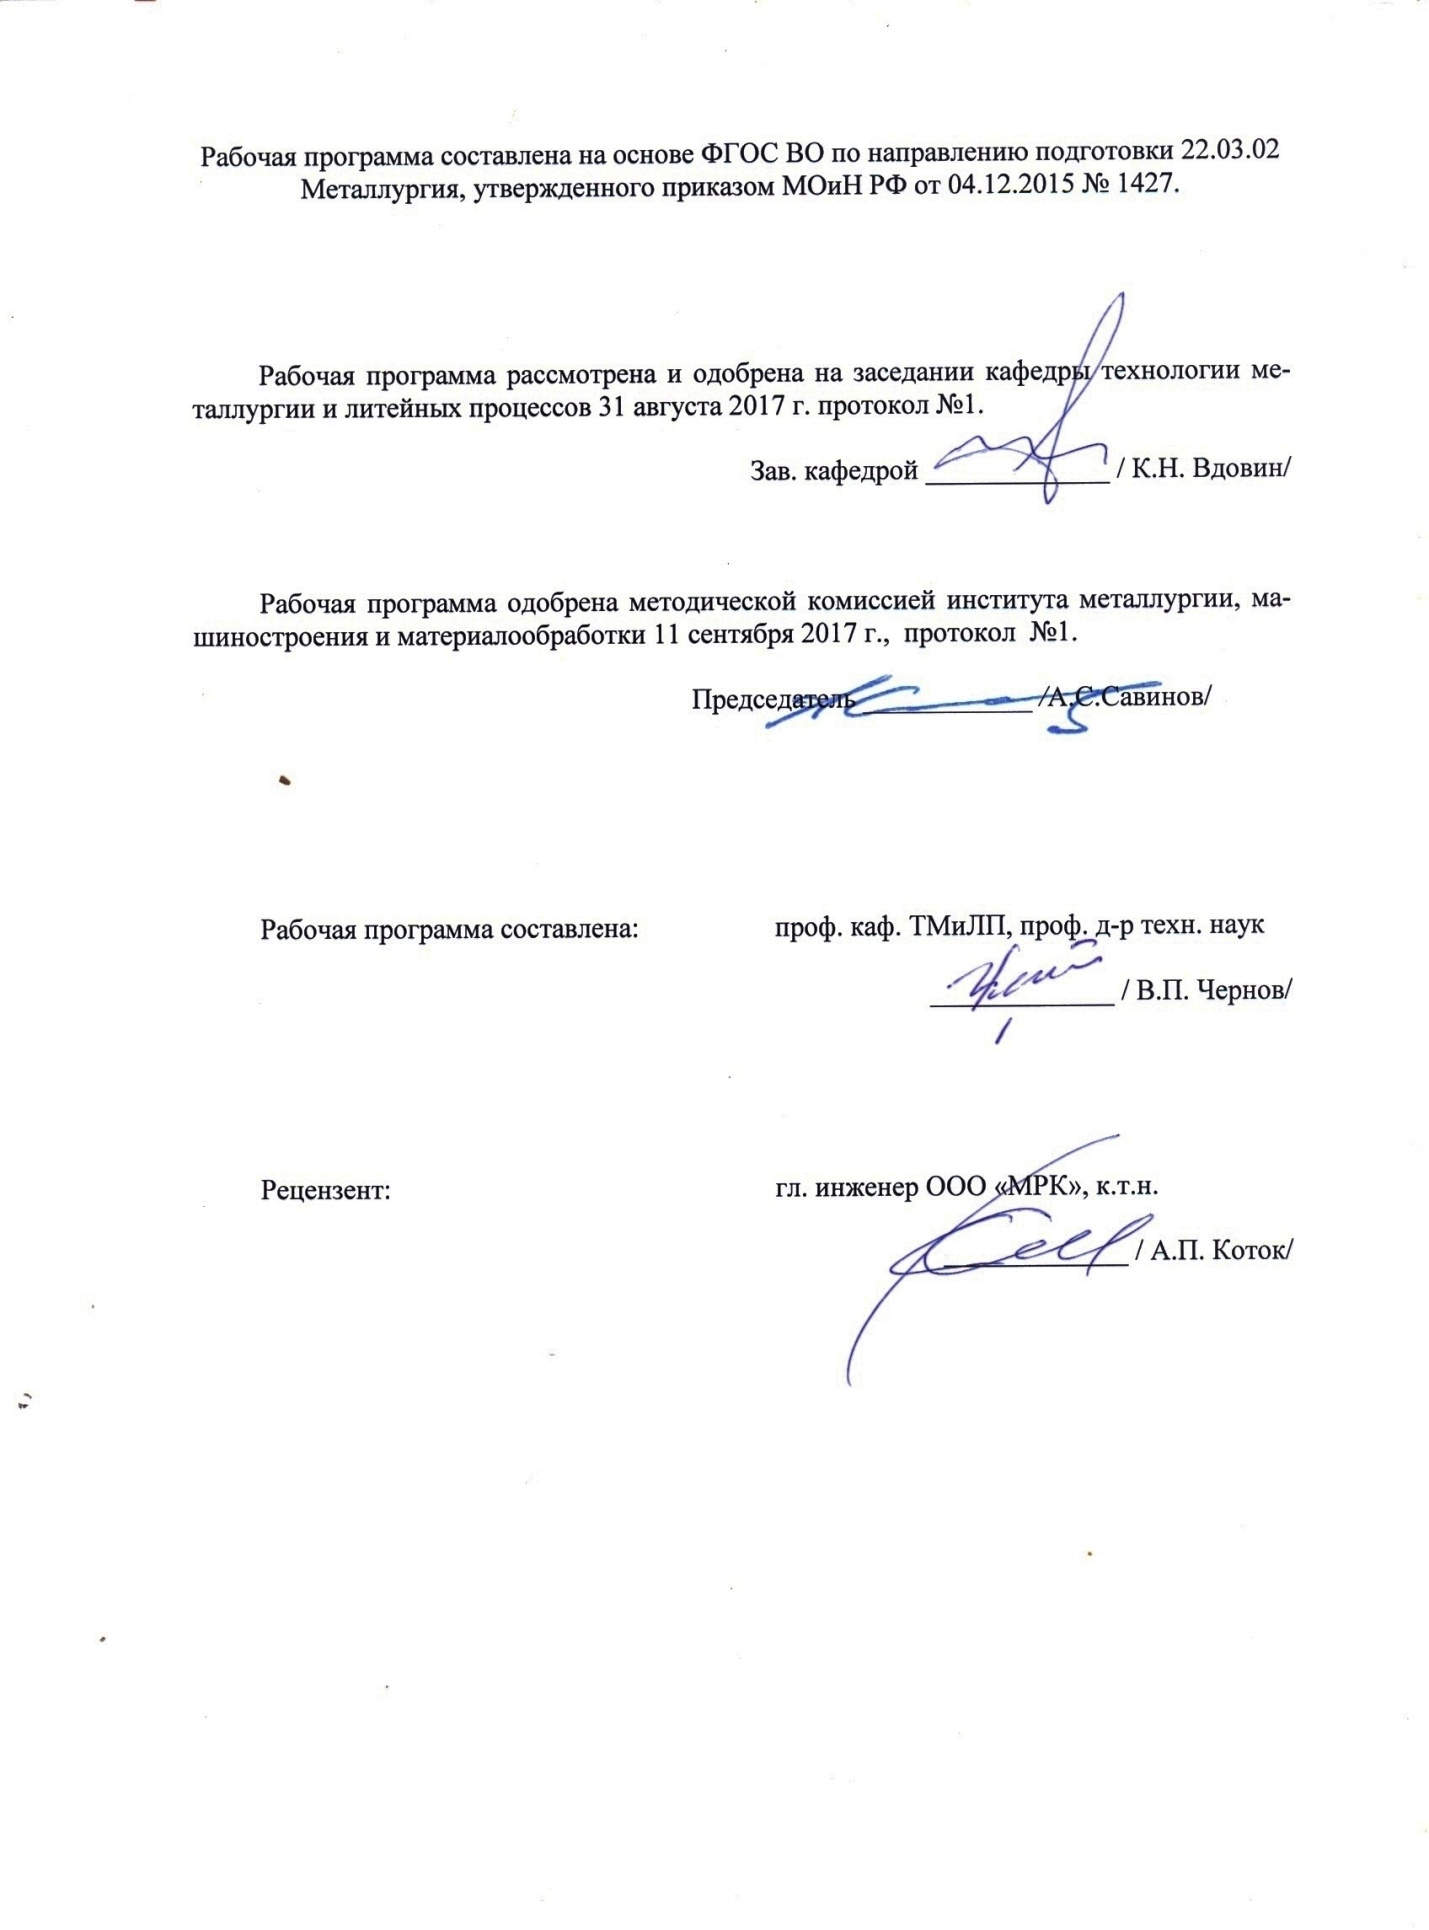 Рабочая программа составлена на основе ФГОС ВО по направлению подготовки 22.03.02
Металлургия, утвержденного приказом МОиН РФ от 04.12.2015 № 1427.
Рабочая программа рассмотрена и одобрена на заседании кафедры технологии ме-
таллургии и литейных процессов 31 августа 2017 г. протокол №1.
Зав. кафедрой ______________ / К.Н. Вдовин/
Рабочая программа одобрена методической комиссией института металлургии, ма-
шиностроения и материалообработки 11 сентября 2017 г., протокол №1.
Председатель _____________ /А.С.Савинов/
Рабочая программа составлена: проф. каф. ТМиЛП, проф. д-р техн. наук
______________ / В.П. Чернов/
Рецензент: гл. инженер ООО «МРК», к.т.н.
______________ / А.П. Коток/